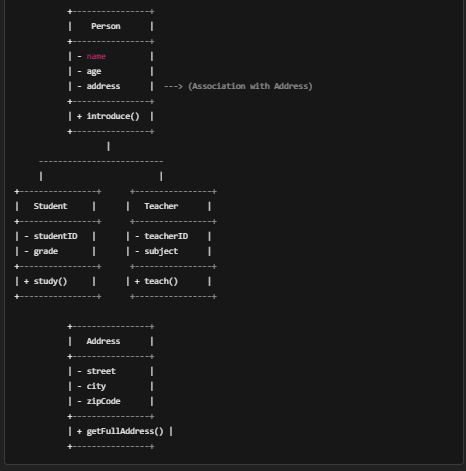 Person
- name
- age
- address ---> (Association with Address)
+ introduce()
Student Teacher
- studentID - teacherID
- grade - subject
+ study() + teach()
Address
- street
- city
- zipCode
+ getFullAddress()